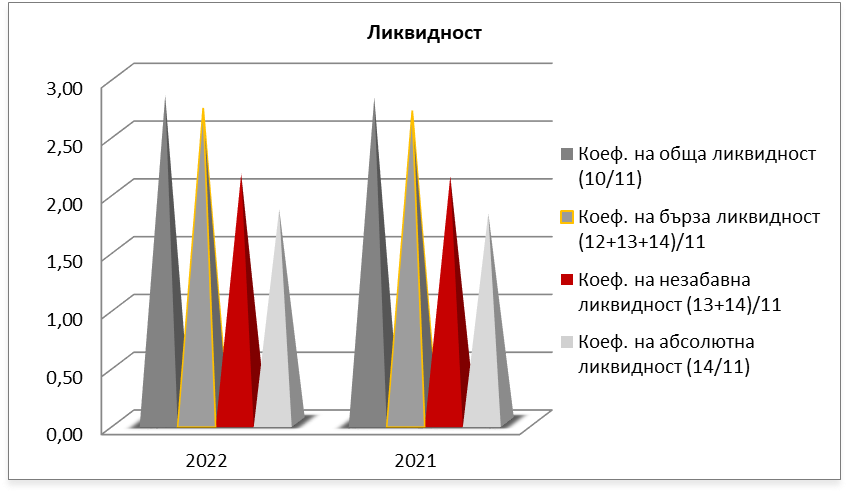 Ликвидност
3,00
2,50
2,00
1,50
1,00
0,50
0,00
2022
2021
Коеф. на обща ликвидност
(10/11)
Коеф. на бърза ликвидност
(12+13+14)/11
Коеф. на незабавна
ликвидност (13+14)/11
Коеф. на абсолютна
ликвидност (14/11)